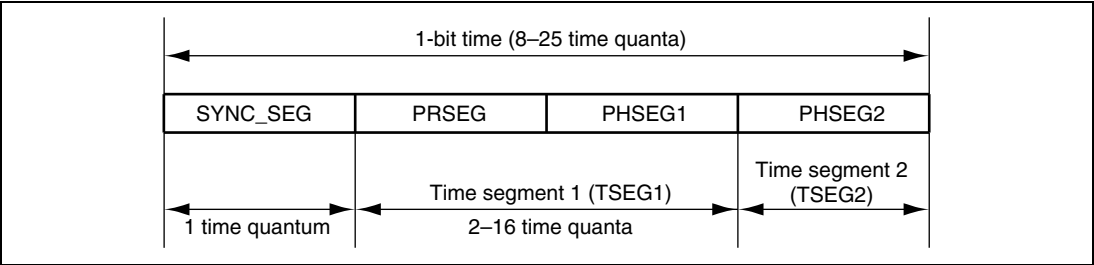 1-bit time (8–25 time quanta)
SYNC_SEG PRSEG PHSEG1 PHSEG2
Time segment 2
(TSEG2)
Time segment 1 (TSEG1)
1 time quantum 2–16 time quanta